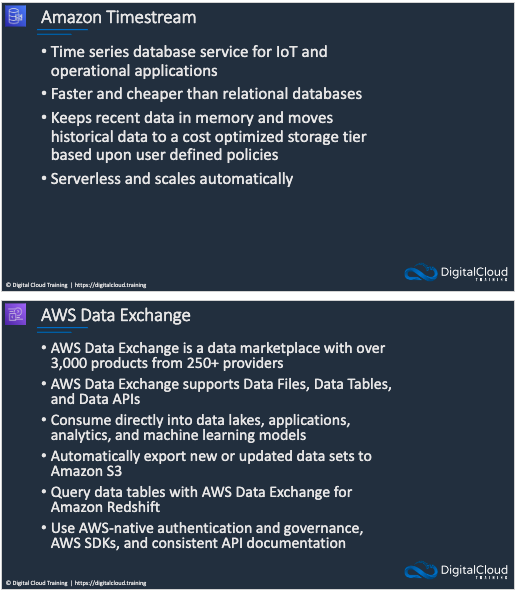 Amazon Timestream
• Time series database service for IoT and
operational applications
• Faster and cheaper than relational databases
• Keeps recent data in memory and moves
historical data to a cost optimized storage tier
based upon user defined policies
• Serverless and scales automatically
© Digital Cloud Training | https://digitalcloud.training
DigitalCloud
TRAINING
AWS Data Exchange
• AWS Data Exchange is a data marketplace with over
3,000 products from 250+ providers
• AWS Data Exchange supports Data Files, Data Tables,
and Data APIs
• Consume directly into data lakes, applications,
analytics, and machine learning models
• Automatically export new or updated data sets to
Amazon S3
• Query data tables with AWS Data Exchange for
Amazon Redshift
• Use AWS-native authentication and governance,
AWS SDKs, and consistent API documentation
© Digital Cloud Training | https://digitalcloud.training
DigitalCloud
TRAINING